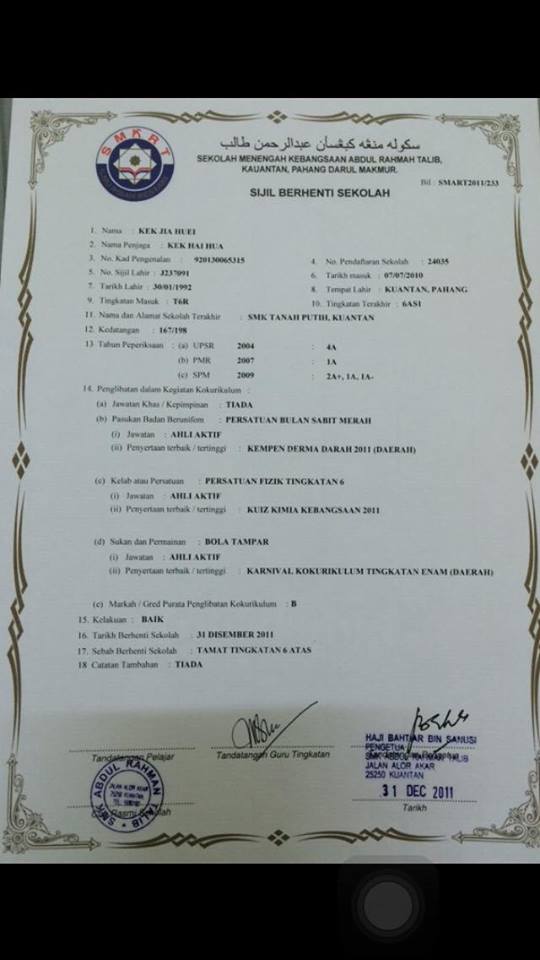 SMKRT
سكوله منڠه كبڠسأن عبدالرحمن طالب
SEKOLAH MENENGAH KEBANGSAAN ABDUL RAHMAH TALIB,
KAUANTAN, PAHANG DARUL MAKMUR.
Bil : SMART2011/233
SIJIL BERHENTI SEKOLAH
1. Nama : KEK JIA HUEI
2. Nama Penjaga : KEK HAI HUA
3. No. Kad Pengenalan : 920130065315 4. No. Pendaftaran Sekolah : 24035
5. No. Sijil Lahir : J237091 6. Tarikh masuk : 07/07/2010
7. Tarikh Lahir : 30/01/1992 8. Tempat Lahir : KUANTAN, PAHANG
9. Tingkatan Masuk : T6R 10. Tingkatan Terakhir : 6AS1
11. Nama dan Alamat Sekolah Terakhir : SMK TANAH PUTIH, KUANTAN
12. Kedatangan : 167/198
13 Tahun Peperiksaan : (a) UPSR 2004 : 4A
(b) PMR 2007 : 1A
(c) SPM 2009 : 2A+, 1A, 1A-
14. Penglibatan dalam Kegiatan Kokurikulum :
(a) Jawatan Khas / Kepimpinan : TIADA
(b) Pasukan Badan Berunifom : PERSATUAN BULAN SABIT MERAH
(i) Jawatan : AHLI AKTIF
(ii) Penyertaan terbaik / tertinggi : KEMPEN DERMA DARAH 2011 (DAERAH)
(c) Kelab atau Persatuan : PERSATUAN FIZIK TINGKATAN 6
(i) Jawatan : AHLI AKTIF
(ii) Penyertaan terbaik / tertinggi : KUIZ KIMIA KEBANGSAAN 2011
(d) Sukan dan Permainan : BOLA TAMPAR
(i) Jawatan : AHLI AKTIF
(ii) Penyertaan terbaik / tertinggi : KARNIVAL KOKURIKULUM TINGKATAN ENAM (DAERAH)
(e) Markah / Gred Purata Penglibatan Kokurikulum : B
15. Kelakuan : BAIK
16. Tarikh Berhenti Sekolah : 31 DISEMBER 2011
17. Sebab Berhenti Sekolah : TAMAT TINGKATAN 6 ATAS
18 Catatan Tambahan : TIADA
HAJI BAHTIAR BIN SANUSI
PENGETUA
Tandatangan Pelajar Tandatangan Guru Tingkatan
SMK ABDUL RAHMAN TALIB
JALAN ALOR AKAR
25250 KUANTAN
31 DEC 2011
Tarikh
SMK ABDUL RAHMAN TALIB
JALAN ALOR AKAR